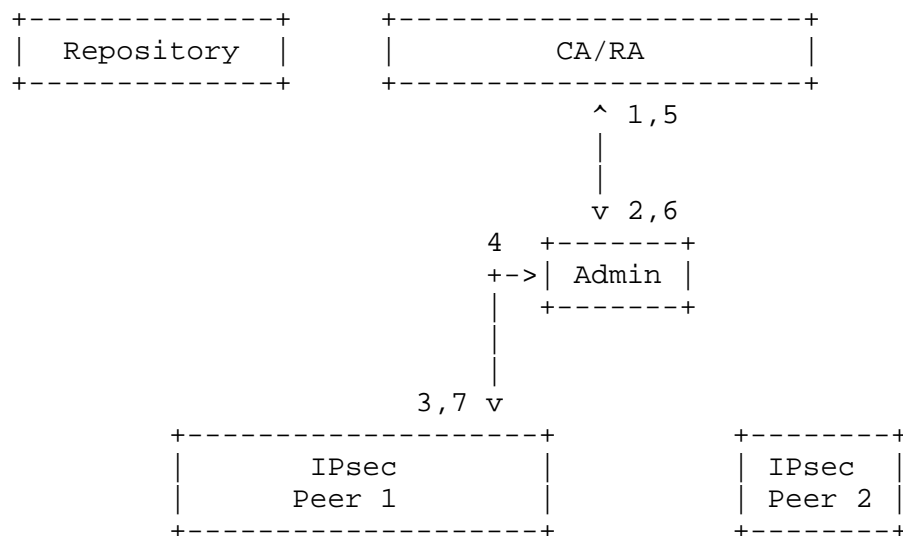 +--------------+     +-----------------------+
|  Repository  |     |         CA/RA         |
+--------------+     +-----------------------+
                                ^ 1,5
                                |
                                |
                                v 2,6
                          4  +-------+
                          +->| Admin |
                          |  +-------+
                          |
                          |
                      3,7 v
         +--------------------+          +--------+
         |       IPsec        |          | IPsec  |
         |      Peer 1        |          | Peer 2 |
         +--------------------+          +--------+